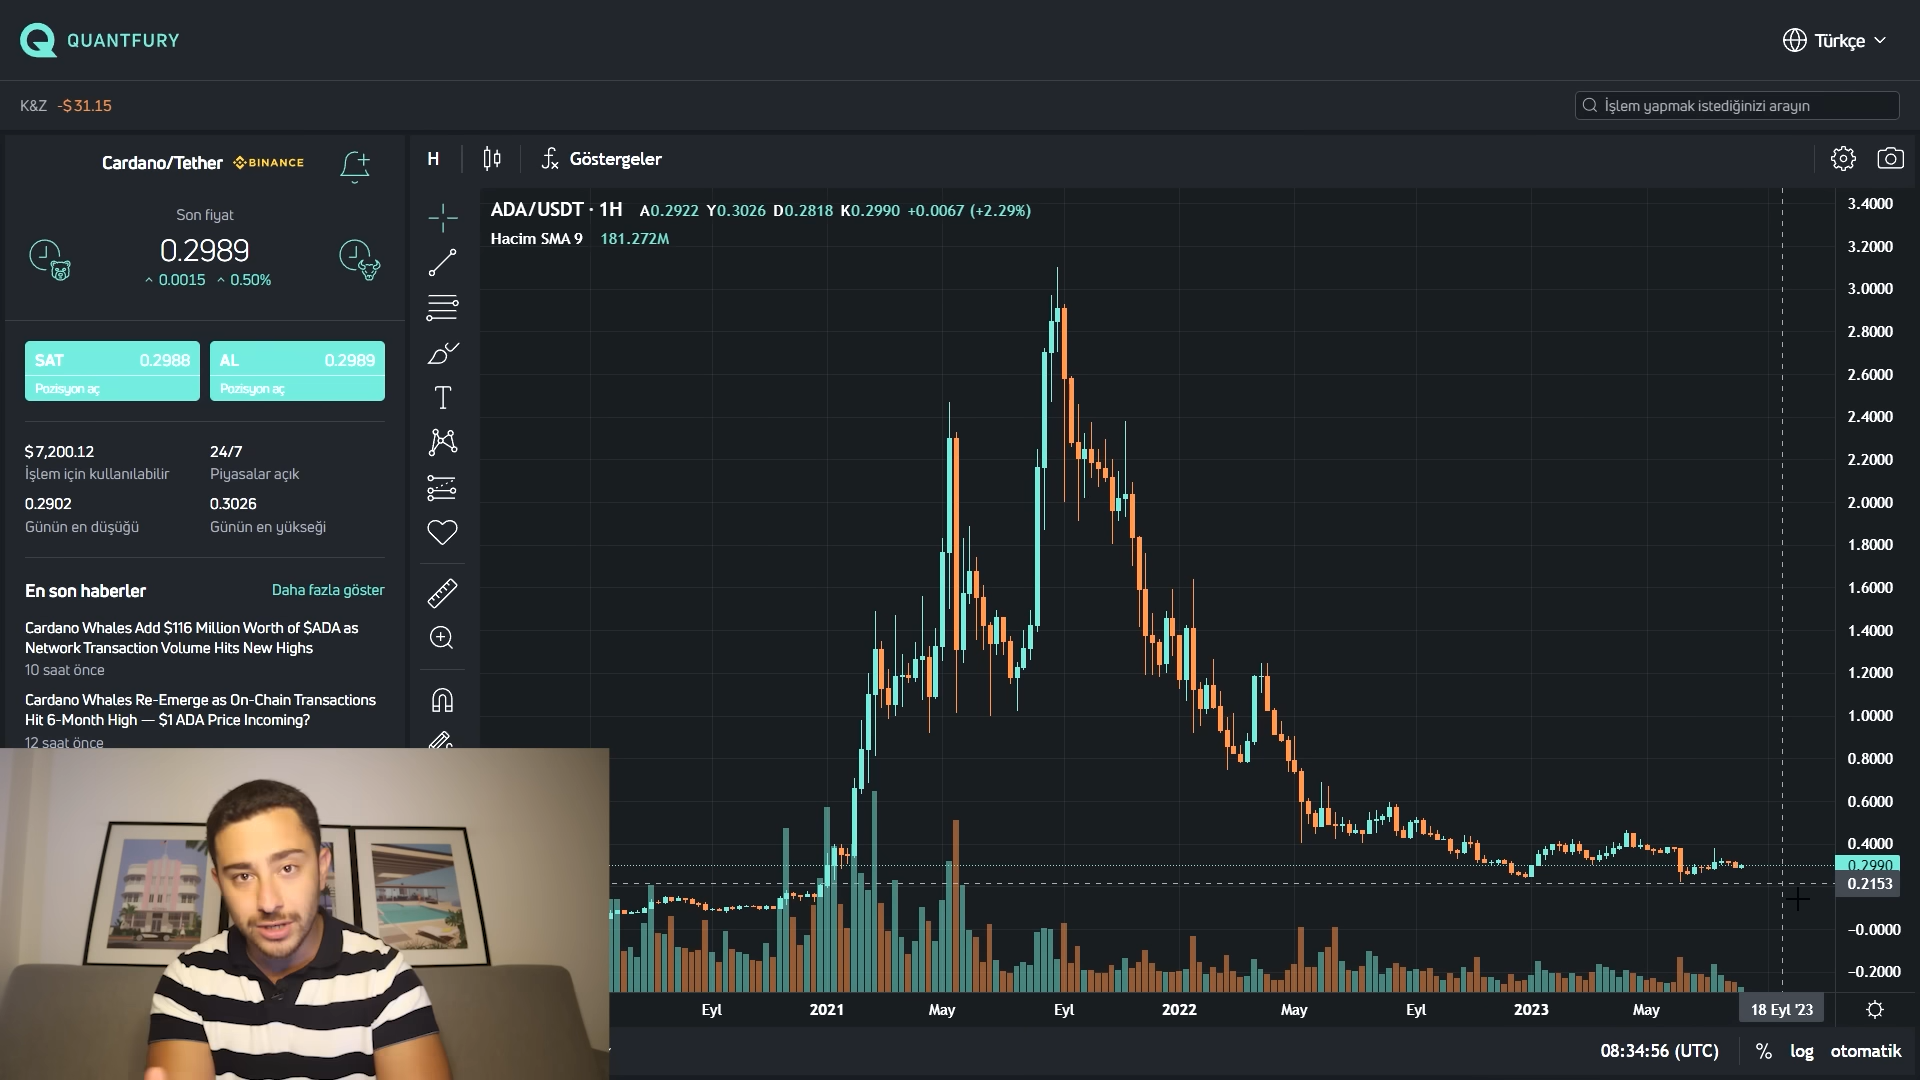 QUANTFURY
Türkçe
K&Z -$31.15
İşlem yapmak istediğinizi arayın
Cardano/Tether BINANCE
H
Göstergeler
Son fiyat
0.2989
0.0015 0.50%
SAT 0.2988
Pozisyon aç
AL 0.2989
Pozisyon aç
$7,200.12
İşlem için kullanılabilir
24/7
Piyasalar açık
0.2902
Günün en düşüğü
0.3026
Günün en yükseği
En son haberler
Daha fazla göster
Cardano Whales Add $116 Million Worth of $ADA as
Network Transaction Volume Hits New Highs
10 saat önce
Cardano Whales Re-Emerge as On-Chain Transactions
Hit 6-Month High — $1 ADA Price Incoming?
12 saat önce
ADA/USDT · 1H A0.2922 Y0.3026 D0.2818 K0.2990 +0.0067 (+2.29%)
Hacim SMA 9 181.272M
3.4000
3.2000
3.0000
2.8000
2.6000
2.4000
2.2000
2.0000
1.8000
1.6000
1.4000
1.2000
1.0000
0.8000
0.6000
0.4000
0.2990
0.2153
−0.0000
−0.2000
Eyl 2021 May Eyl 2022 May Eyl 2023 May 18 Eyl '23
08:34:56 (UTC) % log otomatik